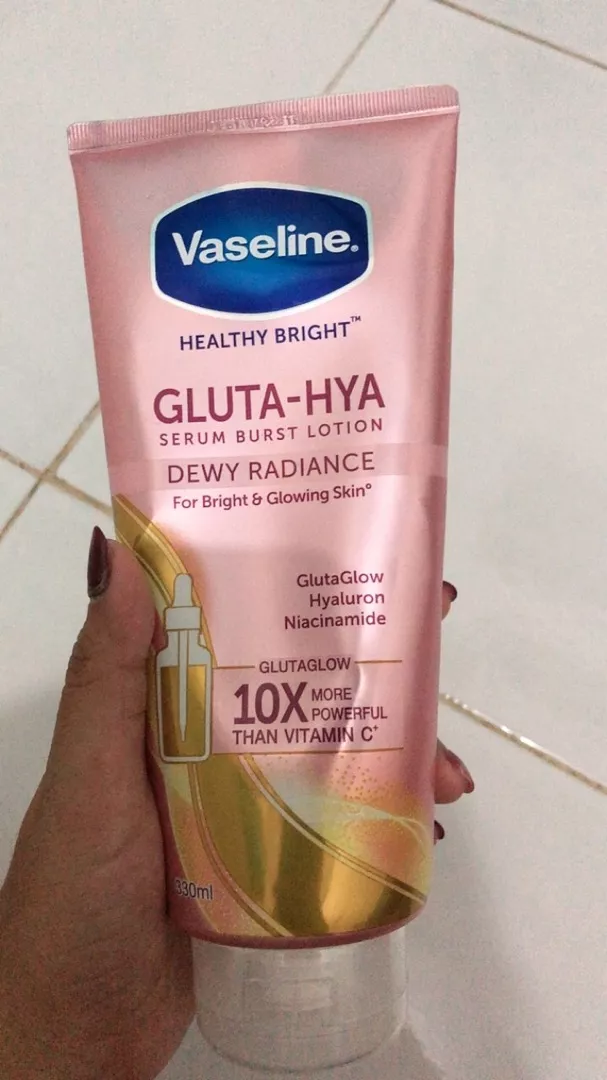 Vaseline.
HEALTHY BRIGHT™
GLUTA-HYA
SERUM BURST LOTION
DEWY RADIANCE
For Bright & Glowing Skin°
GlutaGlow
Hyaluron
Niacinamide
GLUTAGLOW
10X MORE
POWERFUL
THAN VITAMIN C⁺
330ml